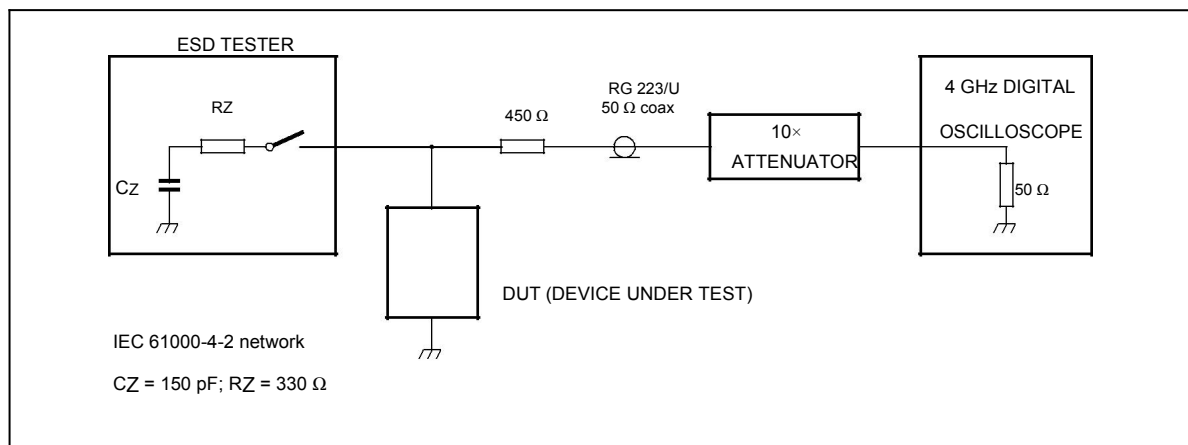 ESD TESTER
RZ
CZ
450 Ω
RG 223/U
50 Ω coax
10×
ATTENUATOR
4 GHz DIGITAL
OSCILLOSCOPE
50 Ω
DUT (DEVICE UNDER TEST)
IEC 61000-4-2 network
CZ = 150 pF; RZ = 330 Ω